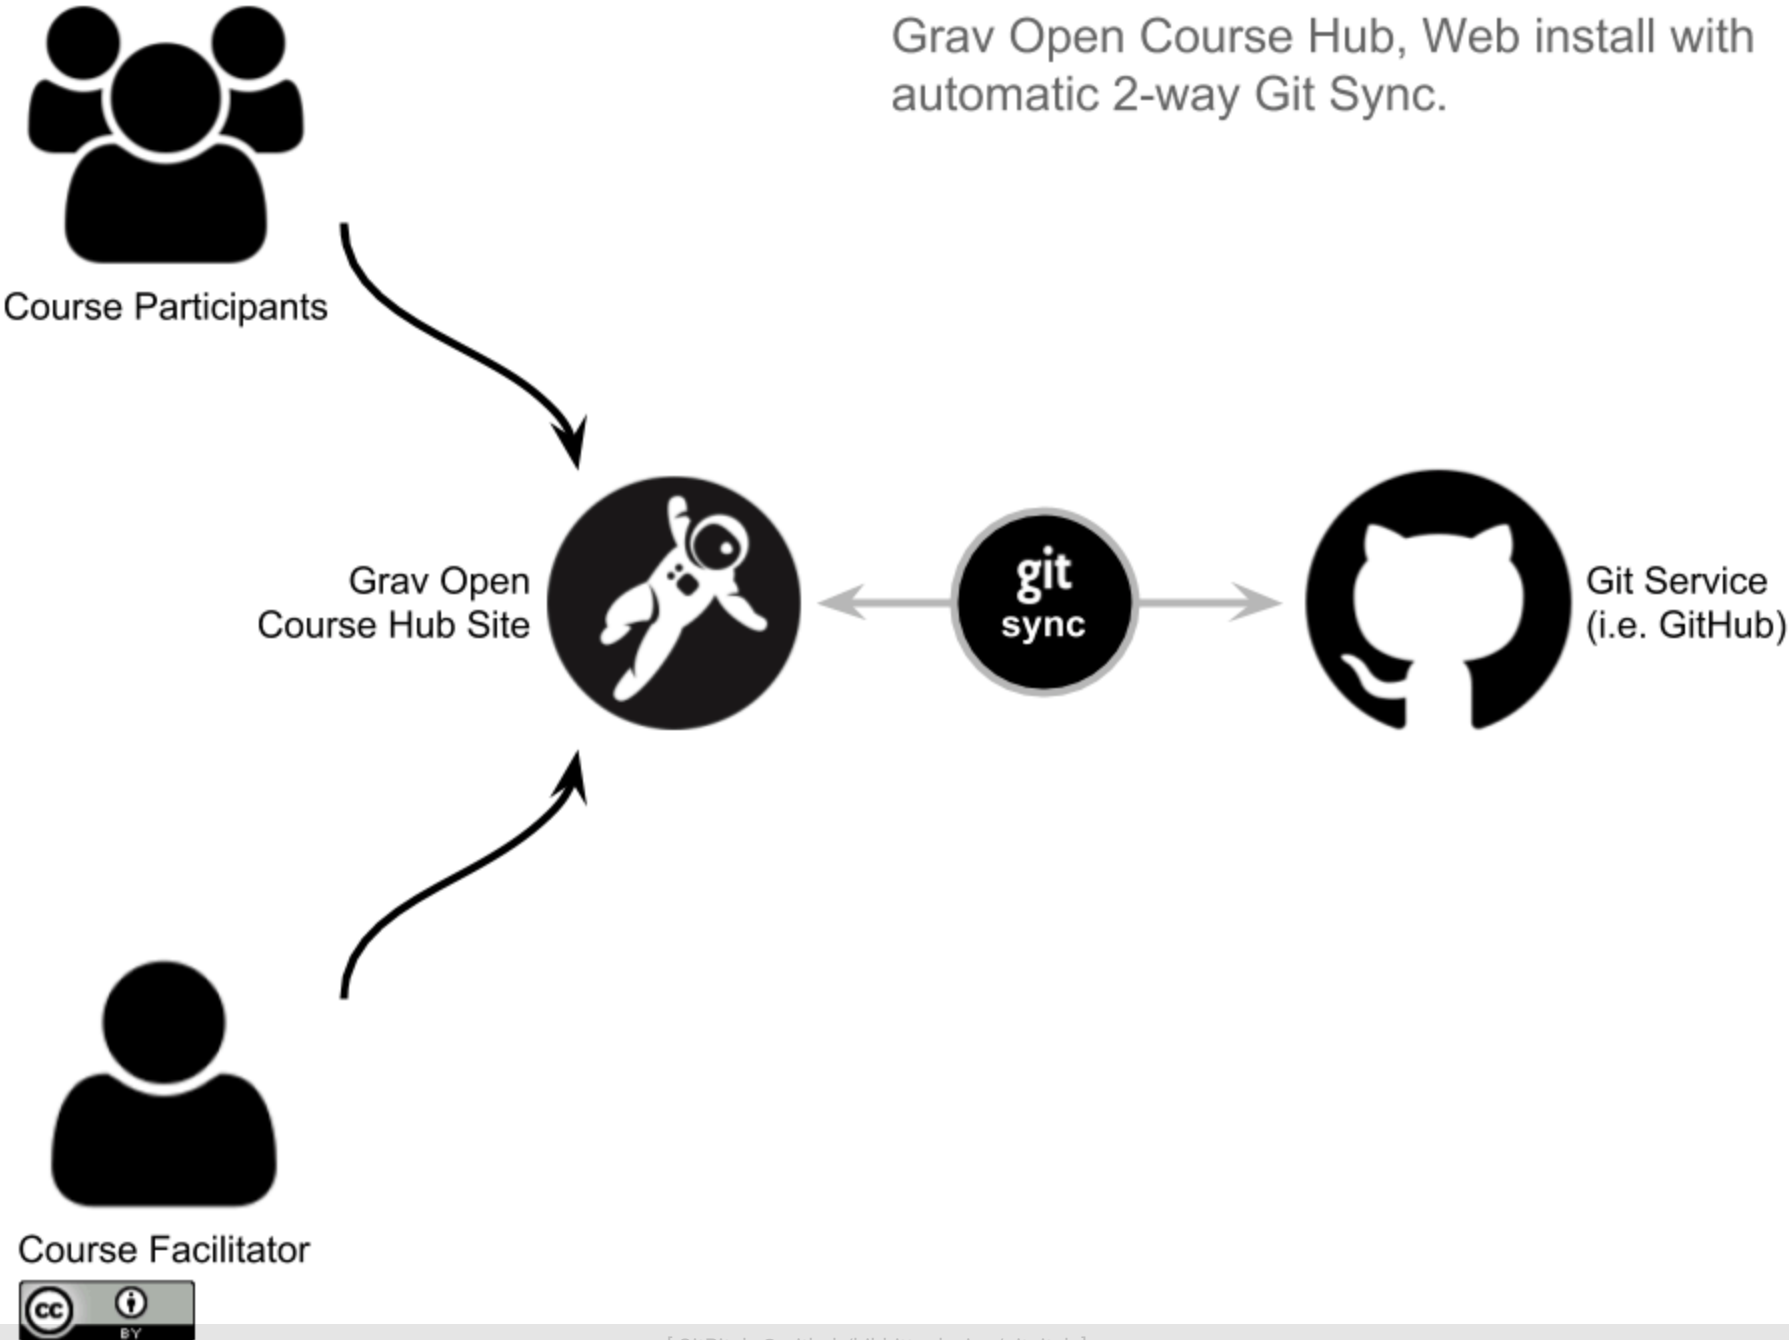 Grav Open Course Hub, Web install with
automatic 2-way Git Sync.
Course Participants
Grav Open
Course Hub Site
git
sync
Git Service
(i.e. GitHub)
Course Facilitator
cc
BY